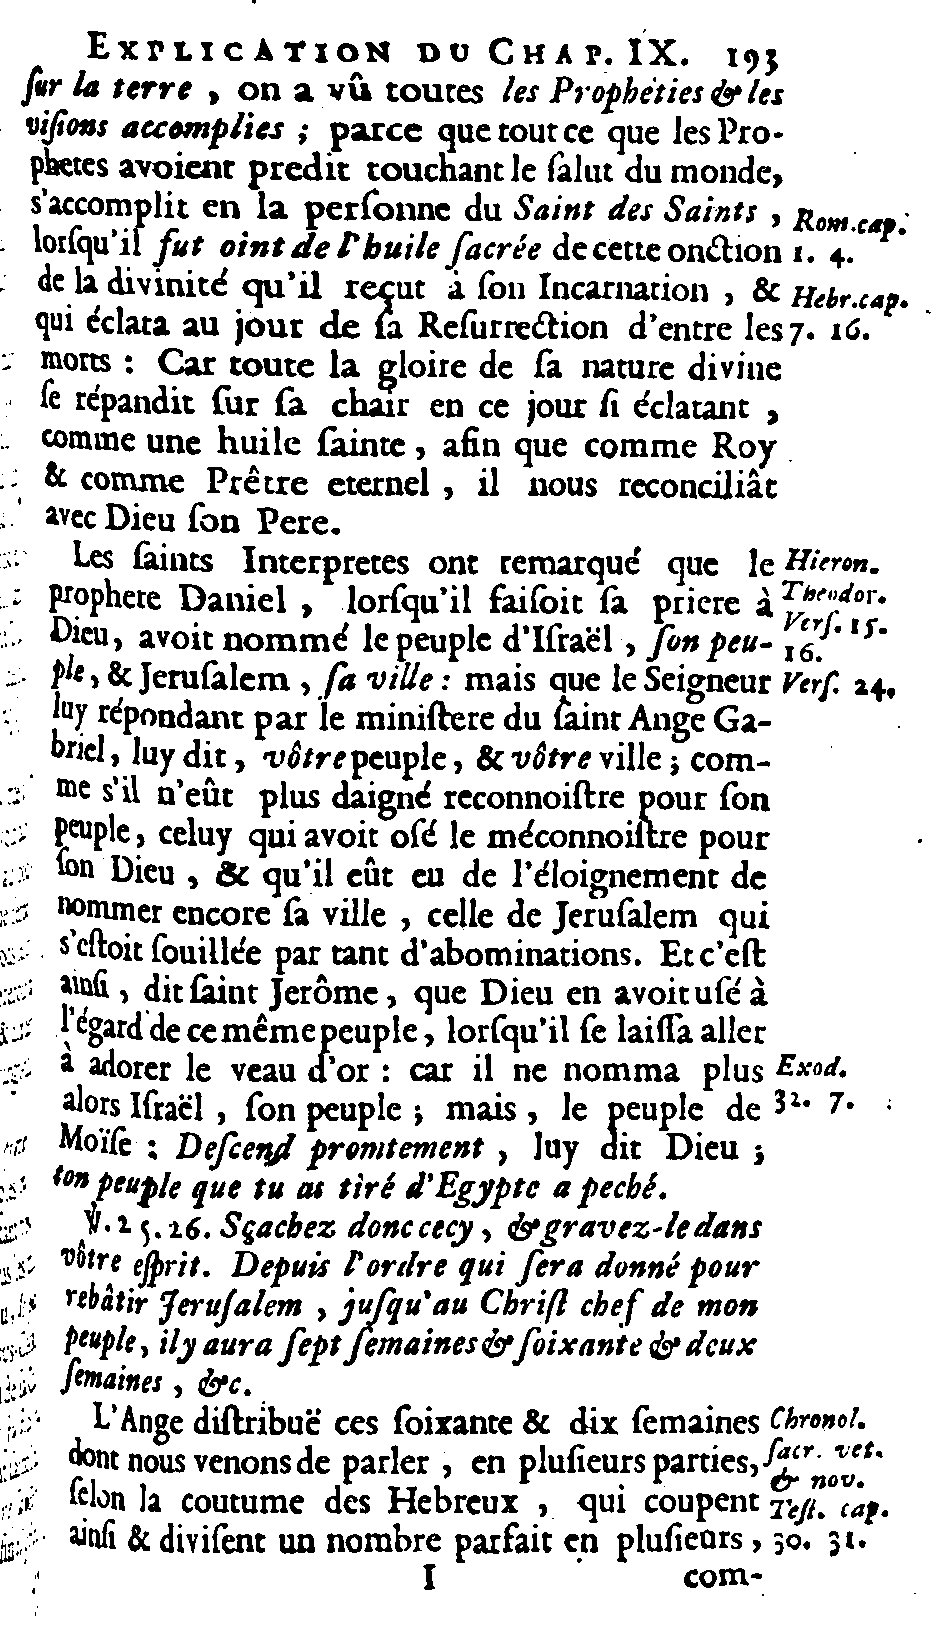 EXPLICATION DU CHAP. IX. 193
ſur la terre, on a vû toutes les Propheties & les
viſions accomplies ; parce que tout ce que les Pro-
phetes avoient predit touchant le ſalut du monde,
s'accomplit en la perſonne du Saint des Saints,
Rom. cap.
lorſqu'il fut oint de l'huile ſacrée de cette onction
1. 4.
de la divinité qu'il reçut à ſon Incarnation, &
Hebr. cap.
qui éclata au jour de ſa Reſurrection d'entre les
7. 16.
morts : Car toute la gloire de ſa nature divine
ſe répandit ſur ſa chair en ce jour ſi éclatant,
comme une huile ſainte, afin que comme Roy
& comme Prêtre eternel, il nous reconciliât
avec Dieu ſon Pere.
Les ſaints Interpretes ont remarqué que le
Hieron.
prophete Daniel, lorſqu'il faiſoit ſa priere à
Theodor.
Dieu, avoit nommé le peuple d'Iſraël, ſon peu-
Verſ. 15.
16.
ple, & Jeruſalem, ſa ville : mais que le Seigneur
Verſ. 24.
luy répondant par le miniſtere du ſaint Ange Ga-
briel, luy dit, vôtre peuple, & vôtre ville ; com-
me s'il n'eût plus daigné reconnoiſtre pour ſon
peuple, celuy qui avoit oſé le méconnoiſtre pour
ſon Dieu, & qu'il eût eu de l'éloignement de
nommer encore ſa ville, celle de Jeruſalem qui
s'eſtoit ſouillée par tant d'abominations. Et c'eſt
ainſi, dit ſaint Jerôme, que Dieu en avoit uſé à
l'égard de ce même peuple, lorſqu'il ſe laiſſa aller
à adorer le veau d'or : car il ne nomma plus
Exod.
alors Iſraël, ſon peuple ; mais, le peuple de
32. 7.
Moïſe : Deſcend promtement, luy dit Dieu ;
ton peuple que tu as tiré d'Egypte a peché.
℣. 25. 26. Sçachez donc cecy, & gravez-le dans
vôtre eſprit. Depuis l'ordre qui ſera donné pour
rebâtir Jeruſalem, juſqu'au Chriſt chef de mon
peuple, il y aura ſept ſemaines & ſoixante & deux
ſemaines, &c.
L'Ange diſtribuë ces ſoixante & dix ſemaines
Chronol.
dont nous venons de parler, en pluſieurs parties,
ſacr. vet.
& nov.
ſelon la coutume des Hebreux, qui coupent
Teſt. cap.
ainſi & diviſent un nombre parfait en pluſieurs,
30. 31.
I com-